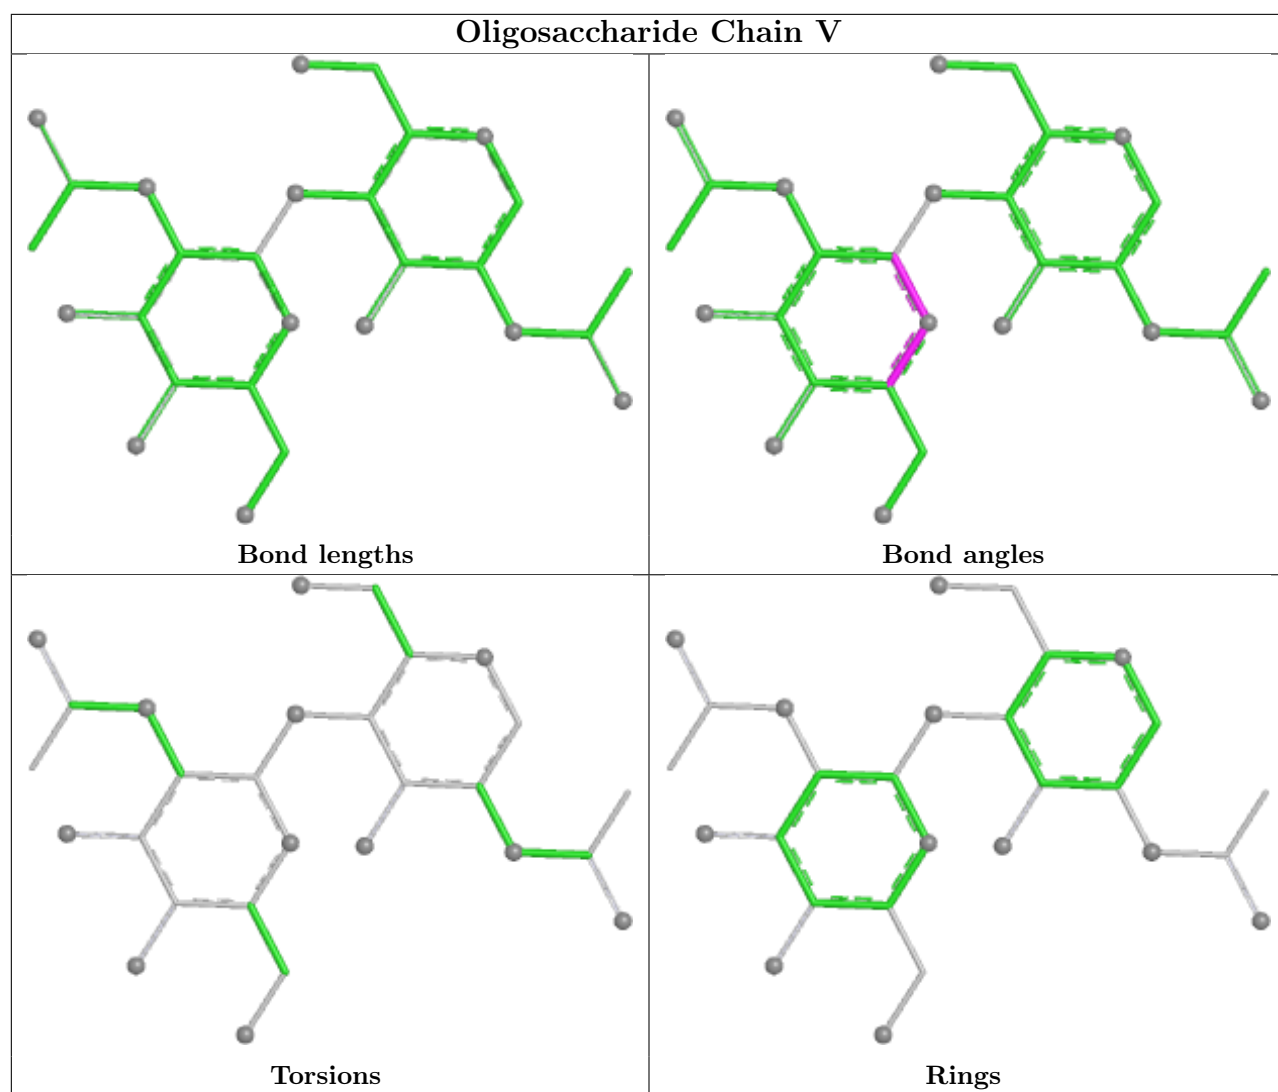 Oligosaccharide Chain V
Bond lengths
Bond angles
Torsions
Rings